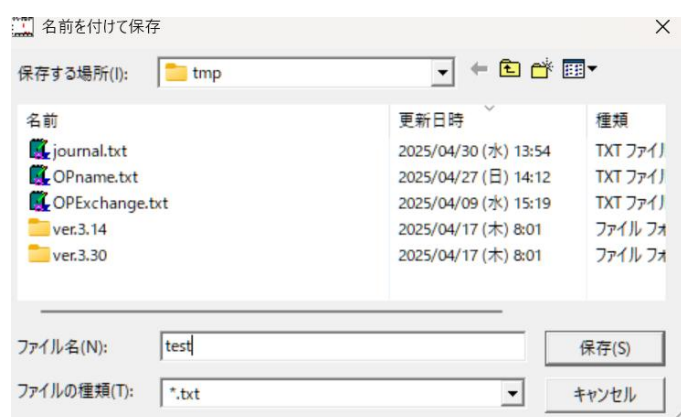 名前を付けて保存
保存する場所(I): tmp
名前 更新日時 種類
journal.txt 2025/04/30 (水) 13:54 TXT ファイル
OPname.txt 2025/04/27 (日) 14:12 TXT ファイル
OPExchange.txt 2025/04/09 (水) 15:19 TXT ファイル
ver.3.14 2025/04/17 (木) 8:01 ファイル フォ
ver.3.30 2025/04/17 (木) 8:01 ファイル フォ
ファイル名(N): test 保存(S)
ファイルの種類(T): *.txt キャンセル